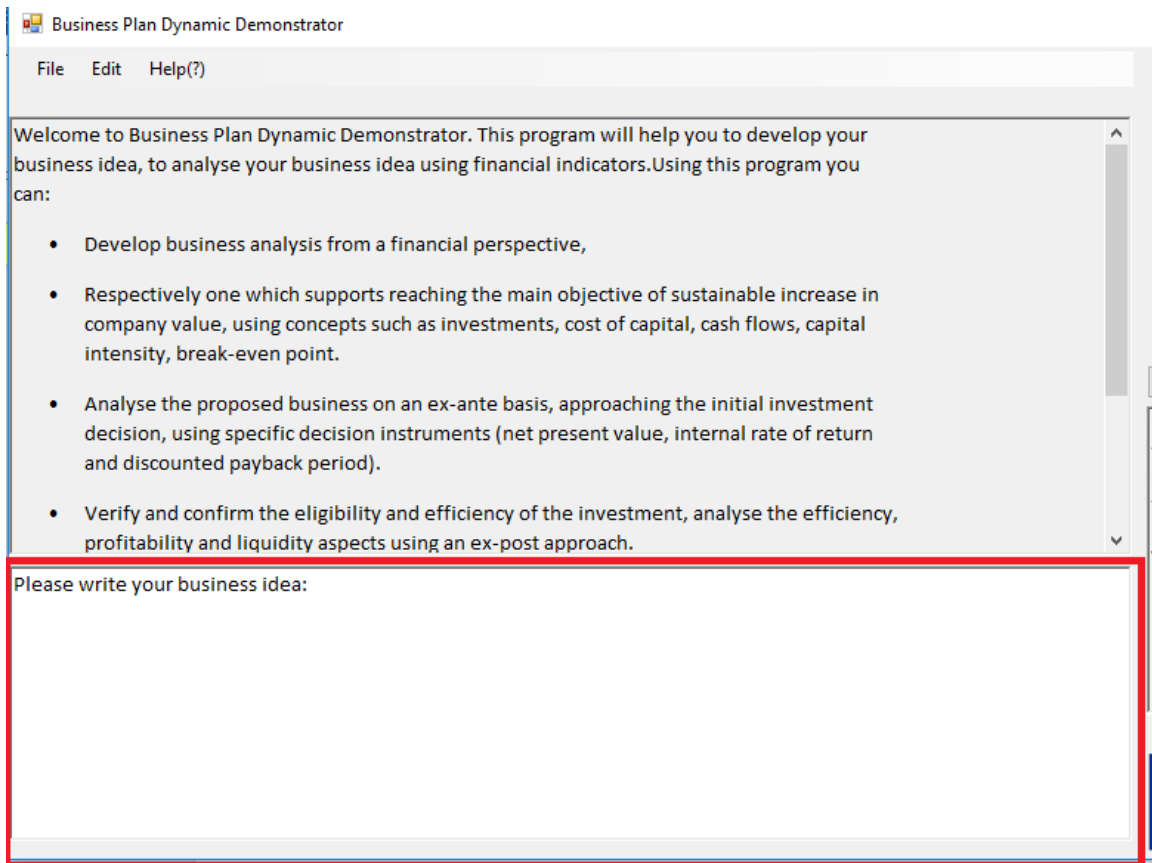 Business Plan Dynamic Demonstrator
File Edit Help(?)
Welcome to Business Plan Dynamic Demonstrator. This program will help you to develop your
business idea, to analyse your business idea using financial indicators.Using this program you
can:
• Develop business analysis from a financial perspective,
• Respectively one which supports reaching the main objective of sustainable increase in
company value, using concepts such as investments, cost of capital, cash flows, capital
intensity, break-even point.
• Analyse the proposed business on an ex-ante basis, approaching the initial investment
decision, using specific decision instruments (net present value, internal rate of return
and discounted payback period).
• Verify and confirm the eligibility and efficiency of the investment, analyse the efficiency,
profitability and liquidity aspects using an ex-post approach.
Please write your business idea: